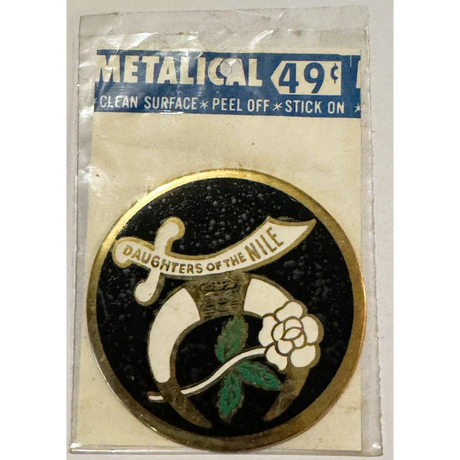 METALICAL 49¢
*CLEAN SURFACE * PEEL OFF * STICK ON *
DAUGHTERS OF THE NILE